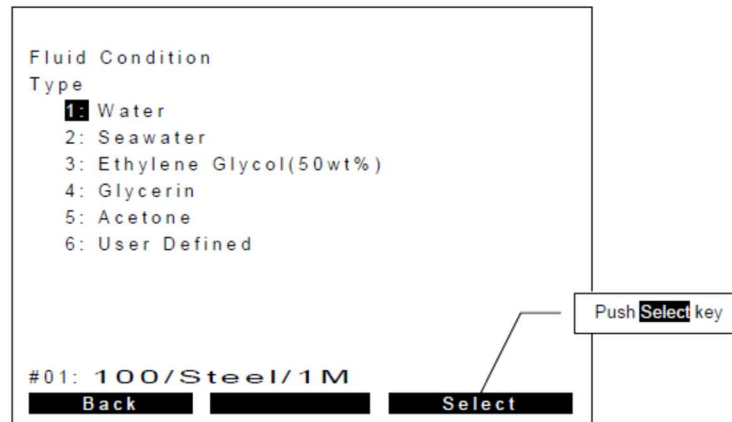 Fluid Condition
Type
1: Water
2: Seawater
3: Ethylene Glycol(50wt%)
4: Glycerin
5: Acetone
6: User Defined
Push Select key
#01: 100/Steel/1M
Back Select